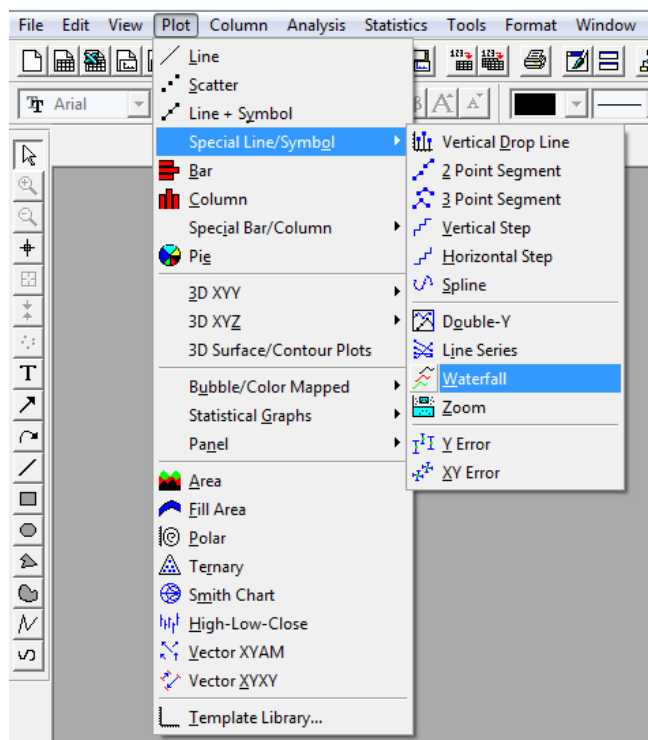 File Edit View Plot Column Analysis Statistics Tools Format Window
Arial
Line
Scatter
Line + Symbol
Special Line/Symbol
Bar
Column
Special Bar/Column
Pie
3D XYY
3D XYZ
3D Surface/Contour Plots
Bubble/Color Mapped
Statistical Graphs
Panel
Area
Fill Area
Polar
Ternary
Smith Chart
High-Low-Close
Vector XYAM
Vector XYXY
Template Library...
Vertical Drop Line
2 Point Segment
3 Point Segment
Vertical Step
Horizontal Step
Spline
Double-Y
Line Series
Waterfall
Zoom
Y Error
XY Error